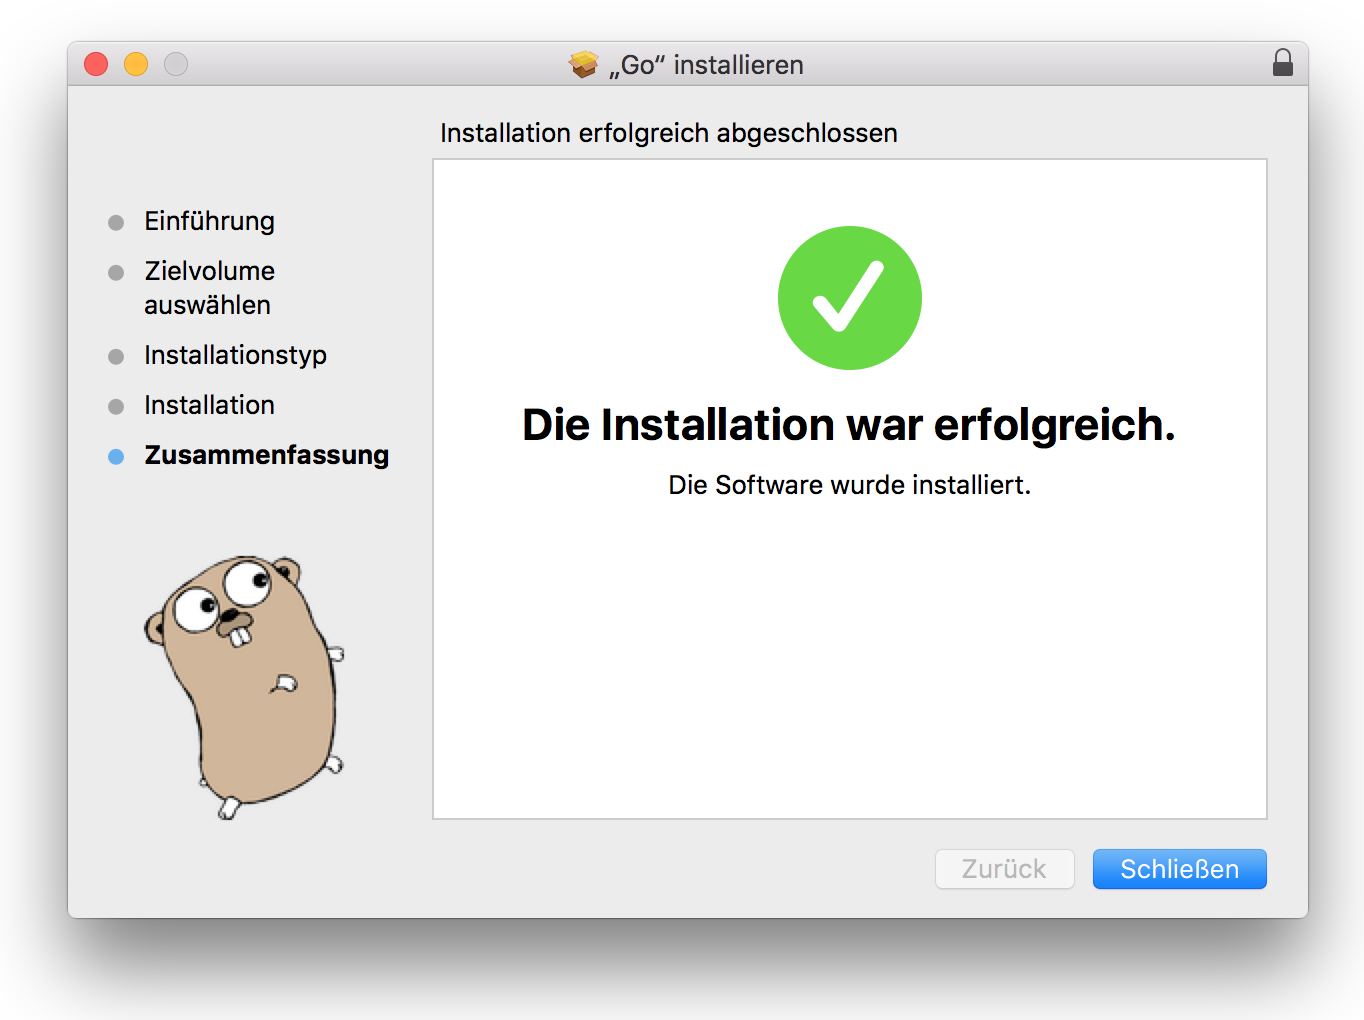 „Go“ installieren
Installation erfolgreich abgeschlossen
Einführung
Zielvolume
auswählen
Installationstyp
Installation
Zusammenfassung
Die Installation war erfolgreich.
Die Software wurde installiert.
Zurück
Schließen